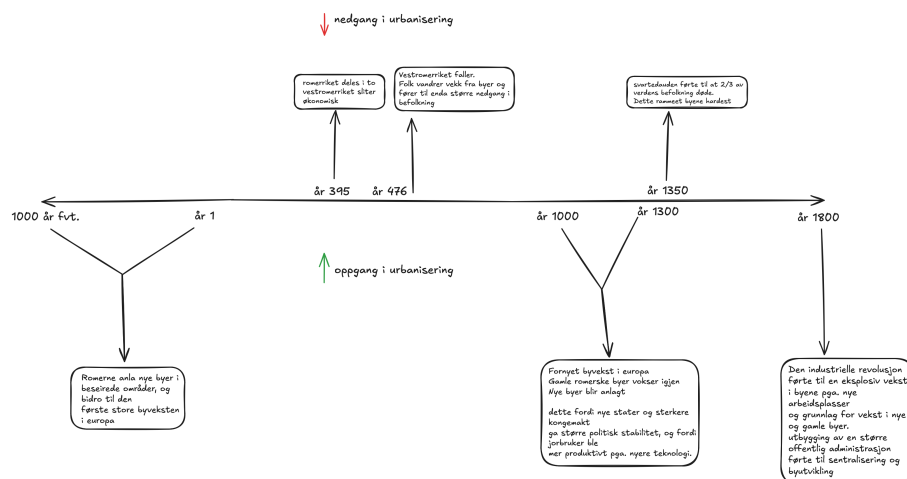 nedgang i urbanisering
romerriket deles i to
vestromerriket sliter
økonomisk
Vestromerriket faller.
Folk vandrer vekk fra byer og
fører til enda større nedgang i
befolkning
svartedauden førte til at 2/3 av
verdens befolkning døde.
Dette rammeet byene hardest
år 395
år 476
år 1350
1000 år fvt.
år 1
år 1000
år 1300
år 1800
oppgang i urbanisering
Romerne anla nye byer i
beseirede områder, og
bidro til den
første store byveksten
i europa
Fornyet byvekst i europa
Gamle romerske byer vokser igjen
Nye byer blir anlagt
dette fordi nye stater og sterkere
kongemakt
ga større politisk stabilitet, og fordi
jorbruker ble
mer produktivt pga. nyere teknologi.
Den industrielle revolusjon
førte til en eksplosiv vekst
i byene pga. nye
arbeidsplasser
og grunnlag for vekst i nye
og gamle byer.
utbygging av en større
offentlig administrasjon
førte til sentralisering og
byutvikling